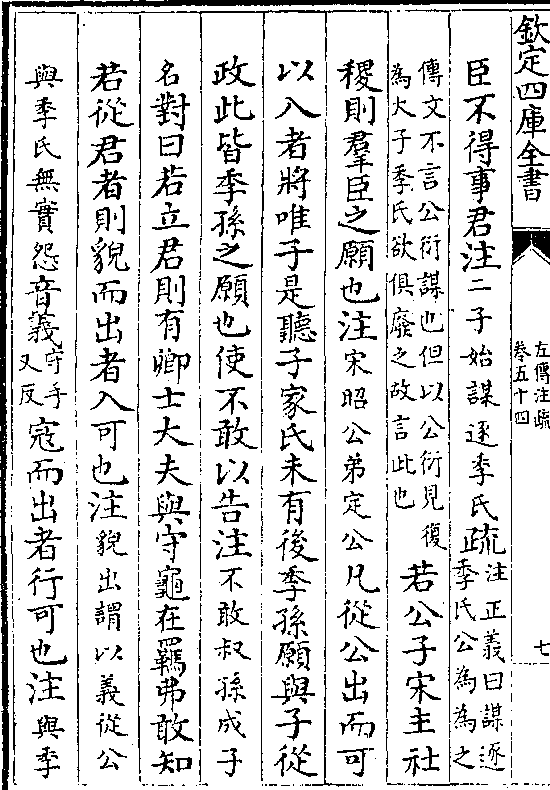 欽定四庫全書
左傳注疏
卷五十四
七
臣不得事君注二子始謀逐季氏疏注正義曰謀逐
季氏公為為之
傳文不言公衍謀也但以公衍見復
為大子季氏欲俱廢之故言此也
若公子宋主社
稷則羣臣之願也注宋昭公弟定公凡從公出而可
以入者將唯子是聽子家氏未有後季孫願與子從
政此皆季孫之願也使不敢以告注不敢叔孫成子
名對曰若立君則有卿士大夫與守龜在羈弗敢知
若從君者則貌而出者入可也注貌出謂以義從公
與季氏無實怨音義守手
又反
寇而出者行可也注與季